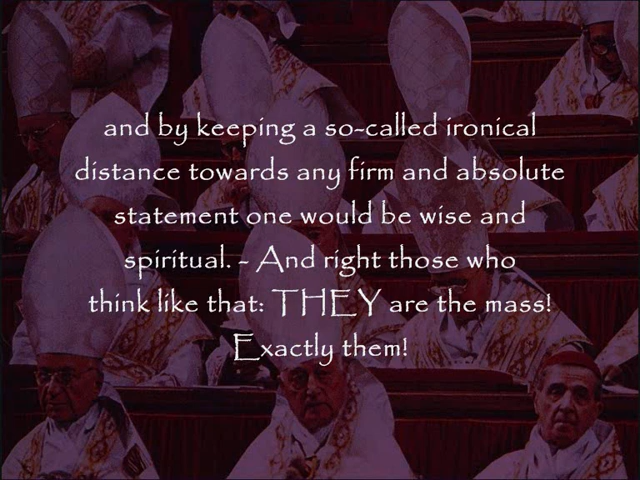 and by keeping a so-called ironical
distance towards any firm and absolute
statement one would be wise and
spiritual. - And right those who
think like that: THEY are the mass!
Exactly them!